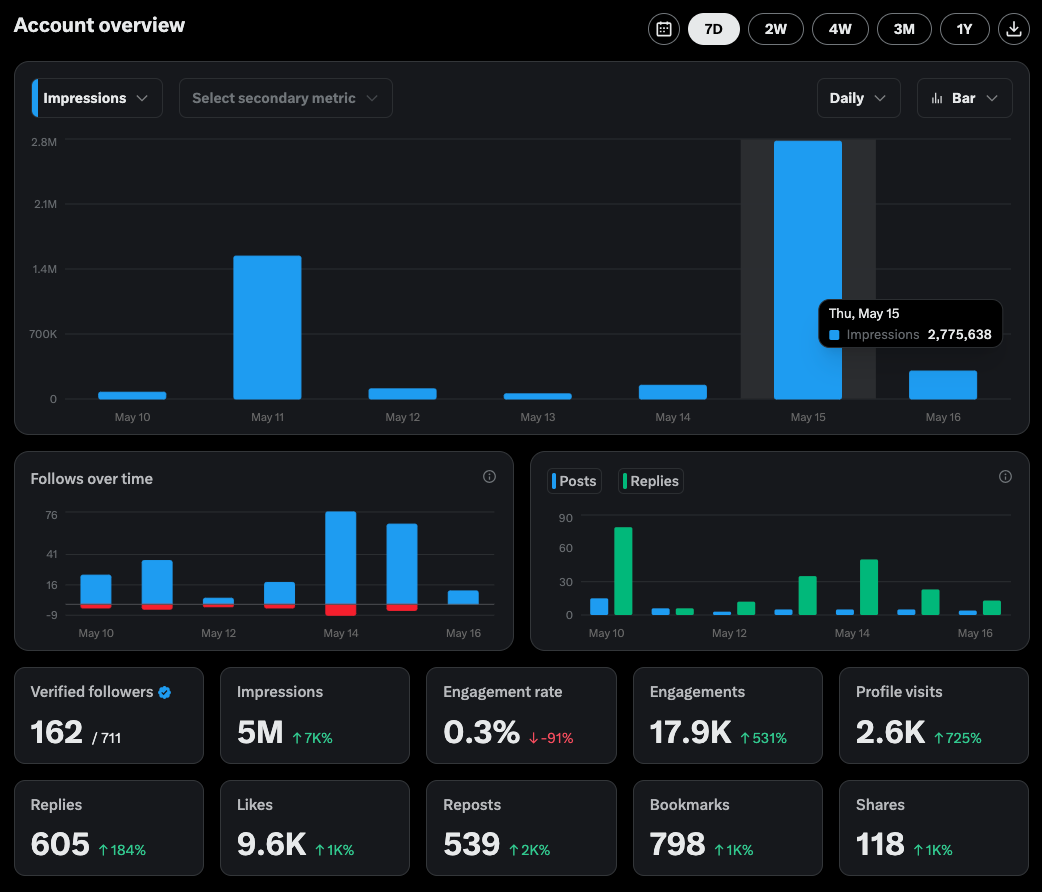 Account overview
7D
2W
4W
3M
1Y
Impressions
Select secondary metric
Daily
Bar
2.8M
2.1M
1.4M
700K
0
Thu, May 15
Impressions 2,775,638
May 10
May 11
May 12
May 13
May 14
May 15
May 16
Follows over time
76
41
16
-9
May 10
May 12
May 14
May 16
Posts
Replies
90
60
30
0
May 10
May 12
May 14
May 16
Verified followers
162 / 711
Impressions
5M ↑7K%
Engagement rate
0.3% ↓-91%
Engagements
17.9K ↑531%
Profile visits
2.6K ↑725%
Replies
605 ↑184%
Likes
9.6K ↑1K%
Reposts
539 ↑2K%
Bookmarks
798 ↑1K%
Shares
118 ↑1K%